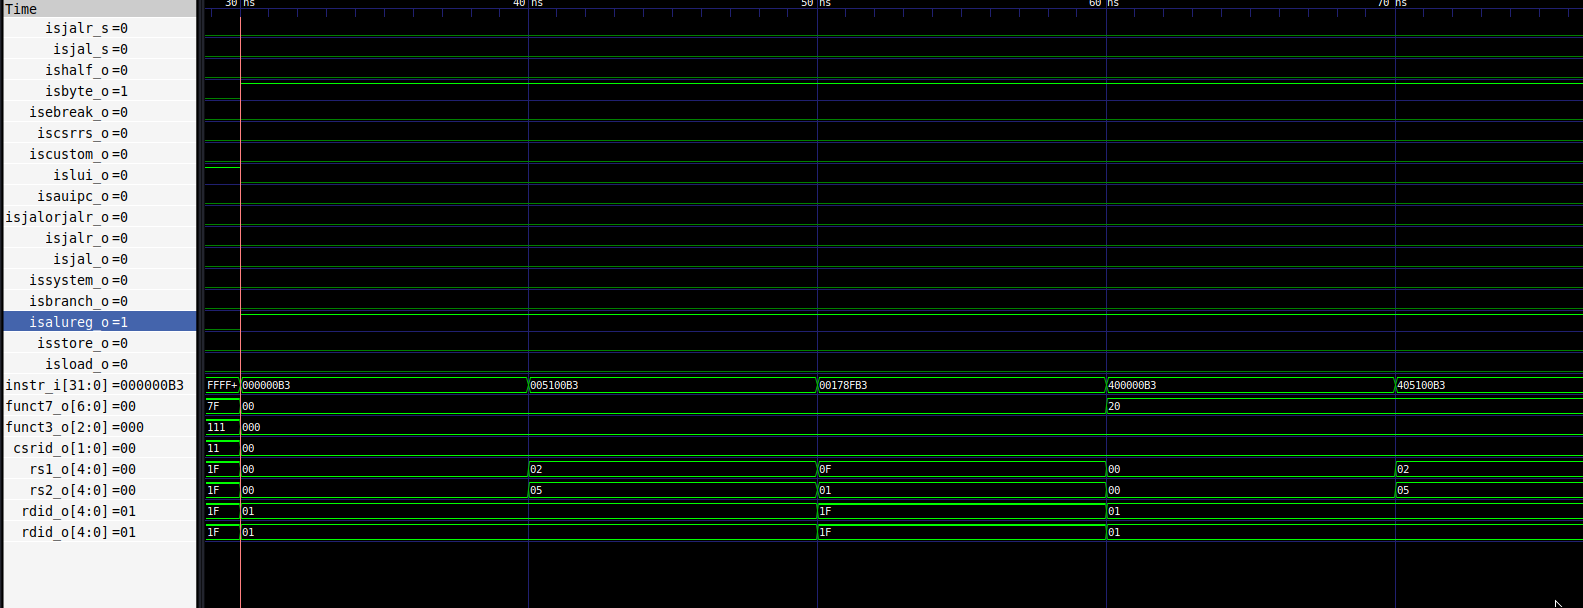 Time 30 ns 40 ns 50 ns 60 ns 70 ns
isjalr_s=0
isjal_s=0
ishalf_o=0
isbyte_o=1
isebreak_o=0
iscsrrs_o=0
iscustom_o=0
islui_o=0
isauipc_o=0
isjalorjalr_o=0
isjalr_o=0
isjal_o=0
issystem_o=0
isbranch_o=0
isalureg_o=1
isstore_o=0
isload_o=0
instr_i[31:0]=000000B3 FFFF+ 000000B3 005100B3 00178FB3 400000B3 405100B3
funct7_o[6:0]=00 7F 00 20
funct3_o[2:0]=000 111 000
csrid_o[1:0]=00 11 00
rs1_o[4:0]=00 1F 00 02 0F 00 02
rs2_o[4:0]=00 1F 00 05 01 00 05
rdid_o[4:0]=01 1F 01 1F 01
rdid_o[4:0]=01 1F 01 1F 01